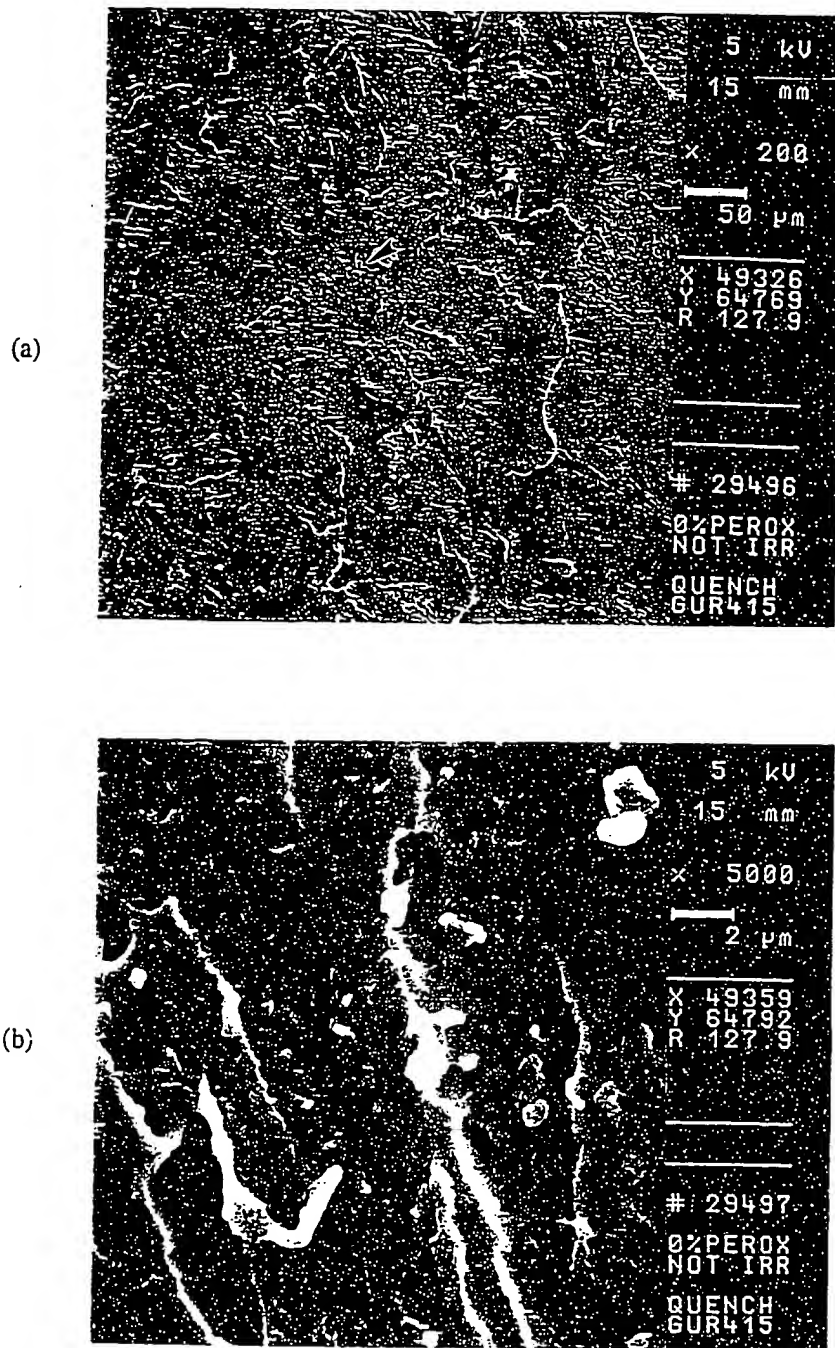 (a)
5 kV
15 mm
× 200
50 µm
X 49326
Y 64769
R 127.9
# 29496
0%PEROX
NOT IRR
QUENCH
GUR415
(b)
5 kV
15 mm
× 5000
2 µm
X 49359
Y 64792
R 127.9
# 29497
0%PEROX
NOT IRR
QUENCH
GUR415